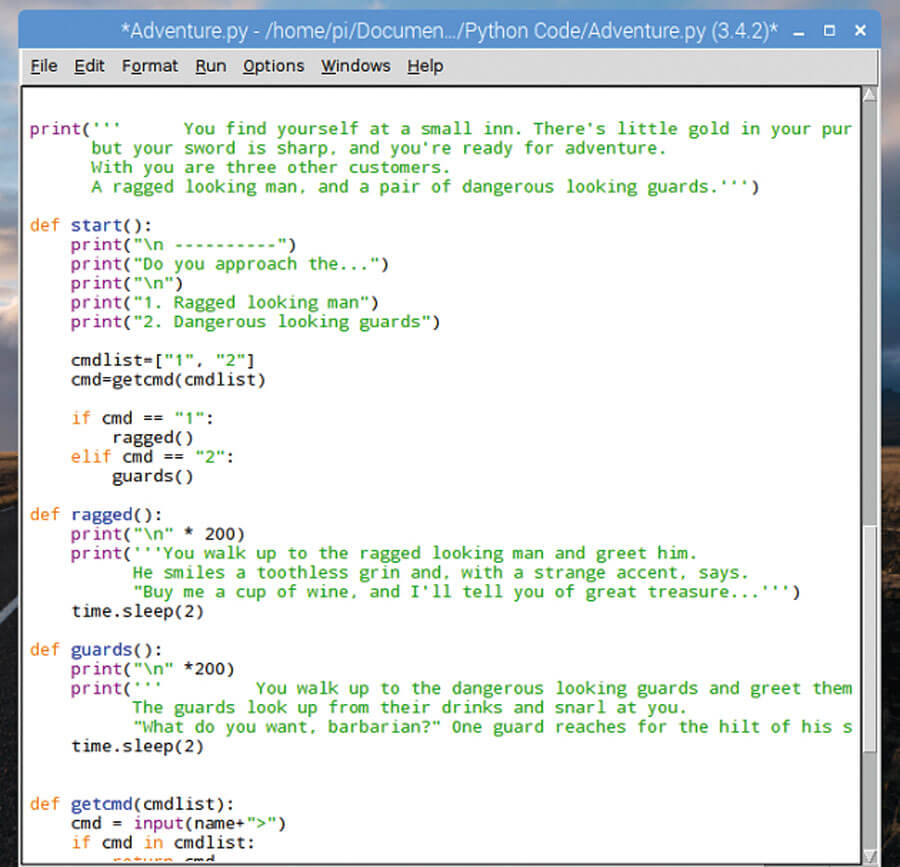 *Adventure.py - /home/pi/Documen.../Python Code/Adventure.py (3.4.2)*
File Edit Format Run Options Windows Help
print('''      You find yourself at a small inn. There's little gold in your pur
      but your sword is sharp, and you're ready for adventure.
      With you are three other customers.
      A ragged looking man, and a pair of dangerous looking guards.''')
def start():
    print("\n ----------")
    print("Do you approach the...")
    print("\n")
    print("1. Ragged looking man")
    print("2. Dangerous looking guards")
    cmdlist=["1", "2"]
    cmd=getcmd(cmdlist)
    if cmd == "1":
        ragged()
    elif cmd == "2":
        guards()
def ragged():
    print("\n" * 200)
    print('''You walk up to the ragged looking man and greet him.
          He smiles a toothless grin and, with a strange accent, says.
          "Buy me a cup of wine, and I'll tell you of great treasure...''')
    time.sleep(2)
def guards():
    print("\n" *200)
    print('''         You walk up to the dangerous looking guards and greet them
          The guards look up from their drinks and snarl at you.
          "What do you want, barbarian?" One guard reaches for the hilt of his s
    time.sleep(2)
def getcmd(cmdlist):
    cmd = input(name+">")
    if cmd in cmdlist:
        return cmd